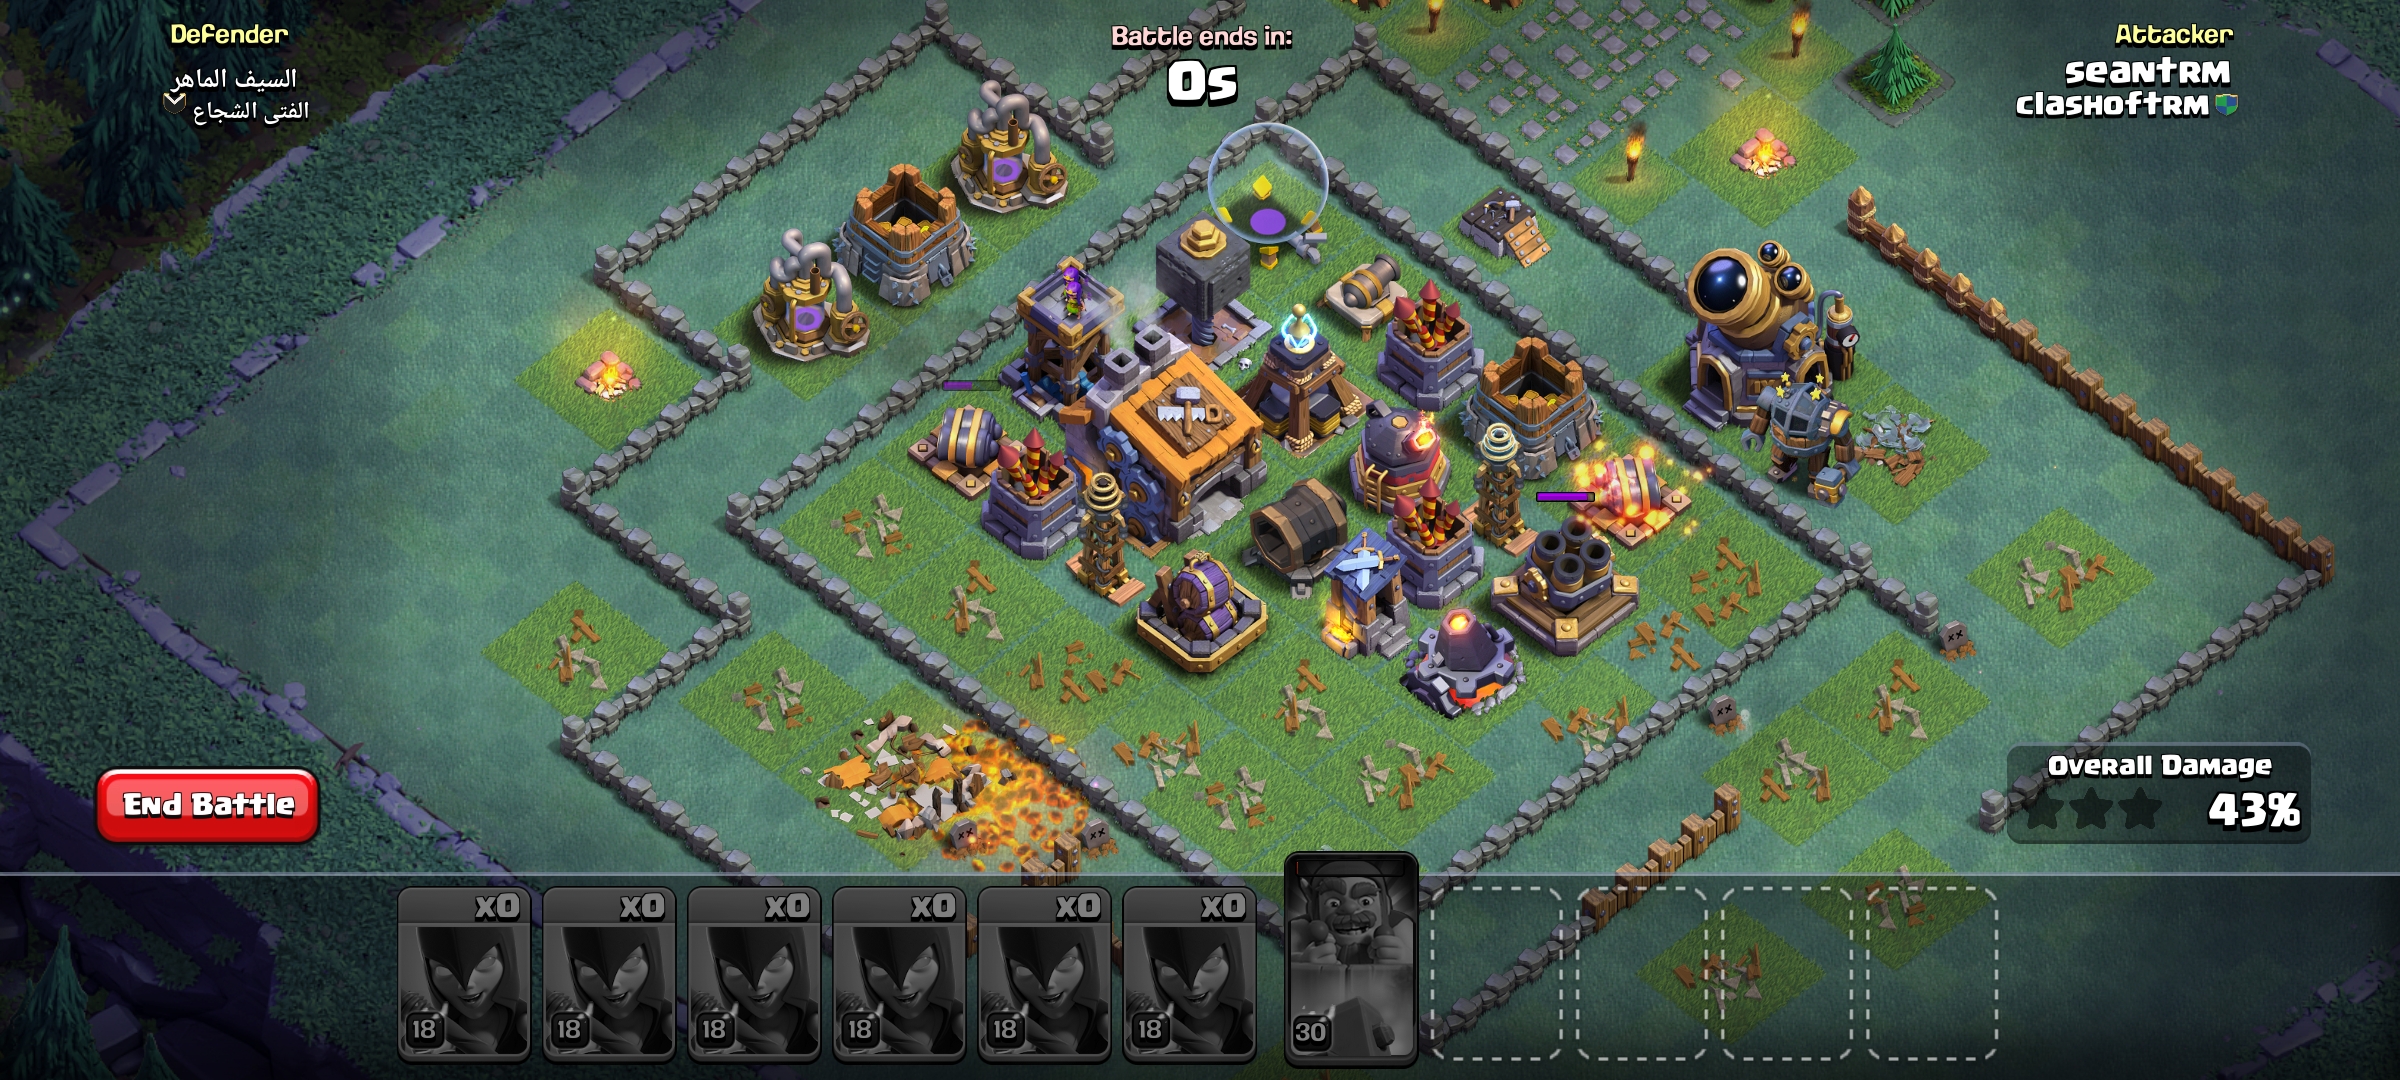 Defender
السيف الماهر
الفتى الشجاع
Battle ends in:
0s
Attacker
seantrm
clashoftrm
End Battle
Overall Damage
43%
x0
x0
x0
x0
x0
x0
18
18
18
18
18
18
30